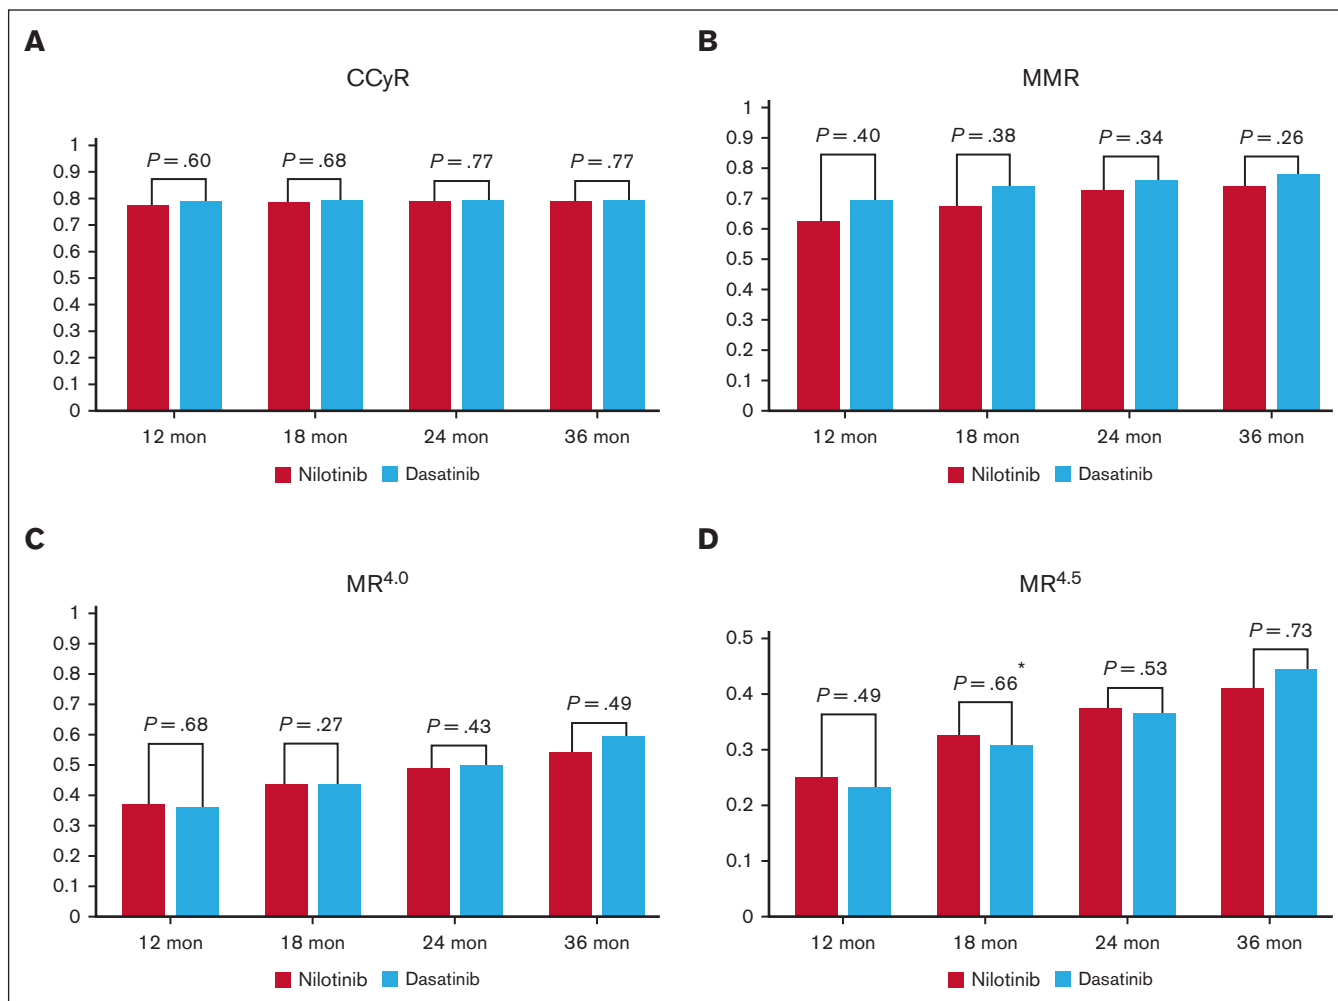 A
CCyR
1
0.9
0.8
0.7
0.6
0.5
0.4
0.3
0.2
0.1
0
P = .60
P = .68
P = .77
P = .77
12 mon
18 mon
24 mon
36 mon
Nilotinib Dasatinib
B
MMR
1
0.9
0.8
0.7
0.6
0.5
0.4
0.3
0.2
0.1
0
P = .40
P = .38
P = .34
P = .26
12 mon
18 mon
24 mon
36 mon
Nilotinib Dasatinib
C
MR4.0
1
0.9
0.8
0.7
0.6
0.5
0.4
0.3
0.2
0.1
0
P = .68
P = .27
P = .43
P = .49
12 mon
18 mon
24 mon
36 mon
Nilotinib Dasatinib
D
MR4.5
0.5
0.4
0.3
0.2
0.1
0
P = .49
P = .66*
P = .53
P = .73
12 mon
18 mon
24 mon
36 mon
Nilotinib Dasatinib